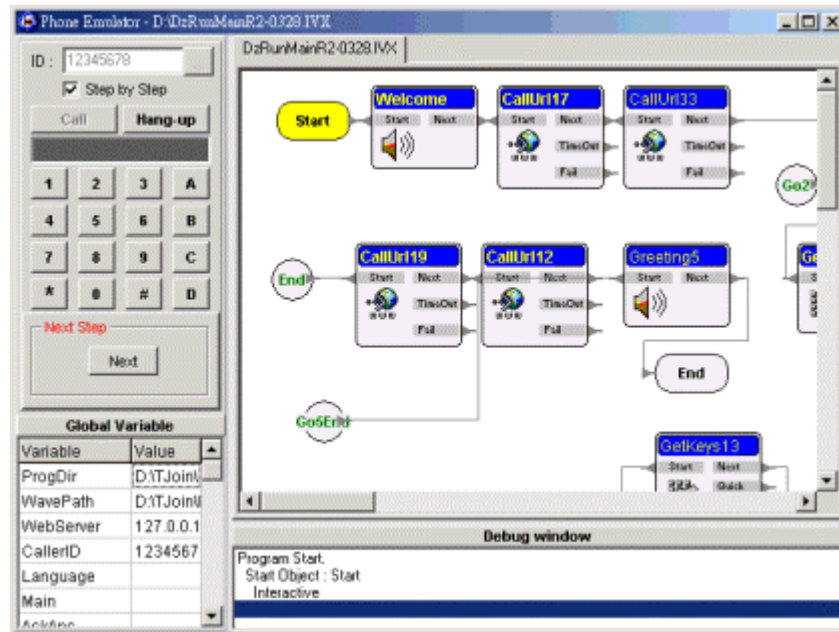 Phone Emulator - D:\DzRunMainR2-0328.IVX
ID : 12345678 ...
Step by Step
Call Hang-up
1 2 3 A
4 5 6 B
7 8 9 C
* 0 # D
Next Step
Next
Global Variable
Variable Value
ProgDir D:\TJoin\
WavePath D:\TJoin\
WebServer 127.0.0.1
CallerID 1234567
Language
Main
DzRunMainR2-0328.IVX
Start
Welcome
Start Next
CallUrl17
Start Next
TimeOut
Fail
CallUrl33
Start Next
TimeOut
Fail
Go2
End
CallUrl19
Start Next
TimeOut
Fail
CallUrl12
Start Next
TimeOut
Fail
Greeting5
Start Next
Ge
End
Go5End
GetKeys13
Start Next
Quick
Debug window
Program Start.
Start Object : Start
Interactive